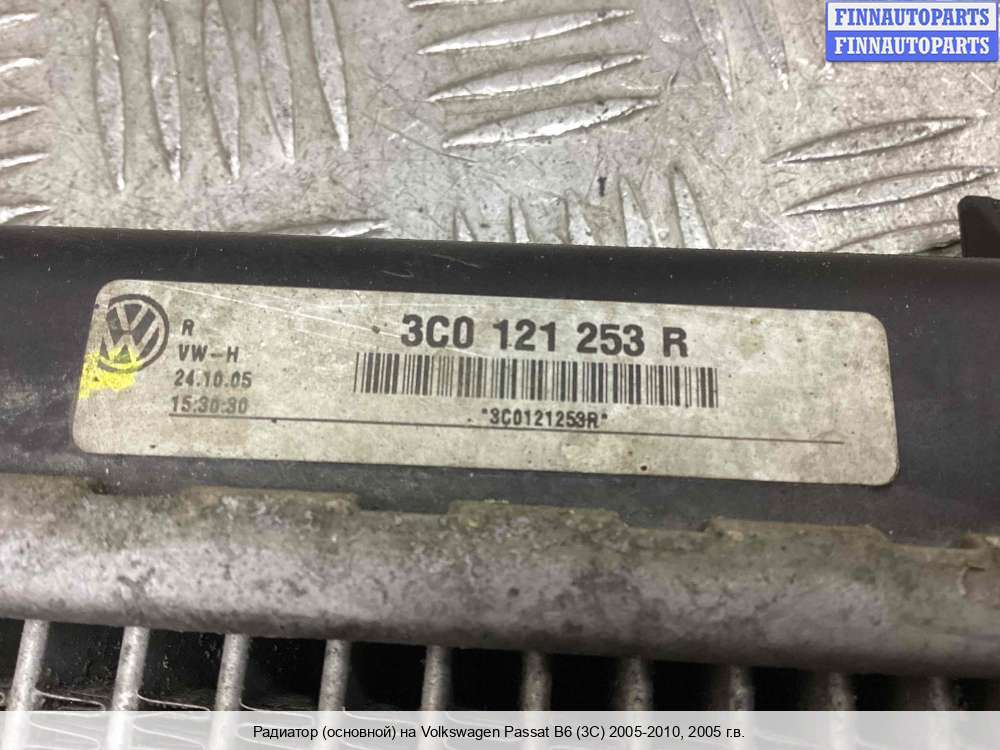 FINNAUTOPARTS
FINNAUTOPARTS
R
VW-H
24.10.05
15:30:30
3C0 121 253 R
*3C0121253R*
Радиатор (основной) на Volkswagen Passat B6 (3C) 2005-2010, 2005 г.в.